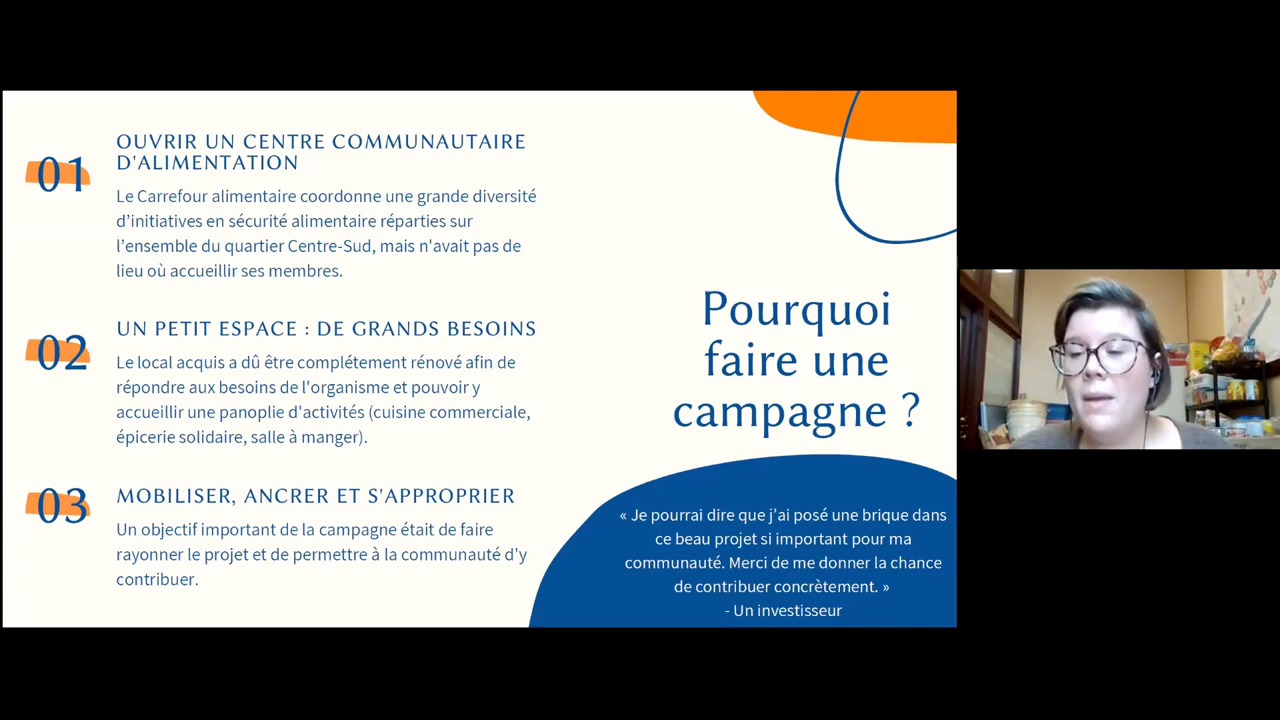 01
OUVRIR UN CENTRE COMMUNAUTAIRE
D'ALIMENTATION
Le Carrefour alimentaire coordonne une grande diversité
d'initiatives en sécurité alimentaire réparties sur
l'ensemble du quartier Centre-Sud, mais n'avait pas de
lieu où accueillir ses membres.
02
UN PETIT ESPACE : DE GRANDS BESOINS
Le local acquis a dû être complétement rénové afin de
répondre aux besoins de l'organisme et pouvoir y
accueillir une panoplie d'activités (cuisine commerciale,
épicerie solidaire, salle à manger).
03
MOBILISER, ANCRER ET S'APPROPRIER
Un objectif important de la campagne était de faire
rayonner le projet et de permettre à la communauté d'y
contribuer.
Pourquoi
faire une
campagne ?
« Je pourrai dire que j'ai posé une brique dans
ce beau projet si important pour ma
communauté. Merci de me donner la chance
de contribuer concrètement. »
- Un investisseur